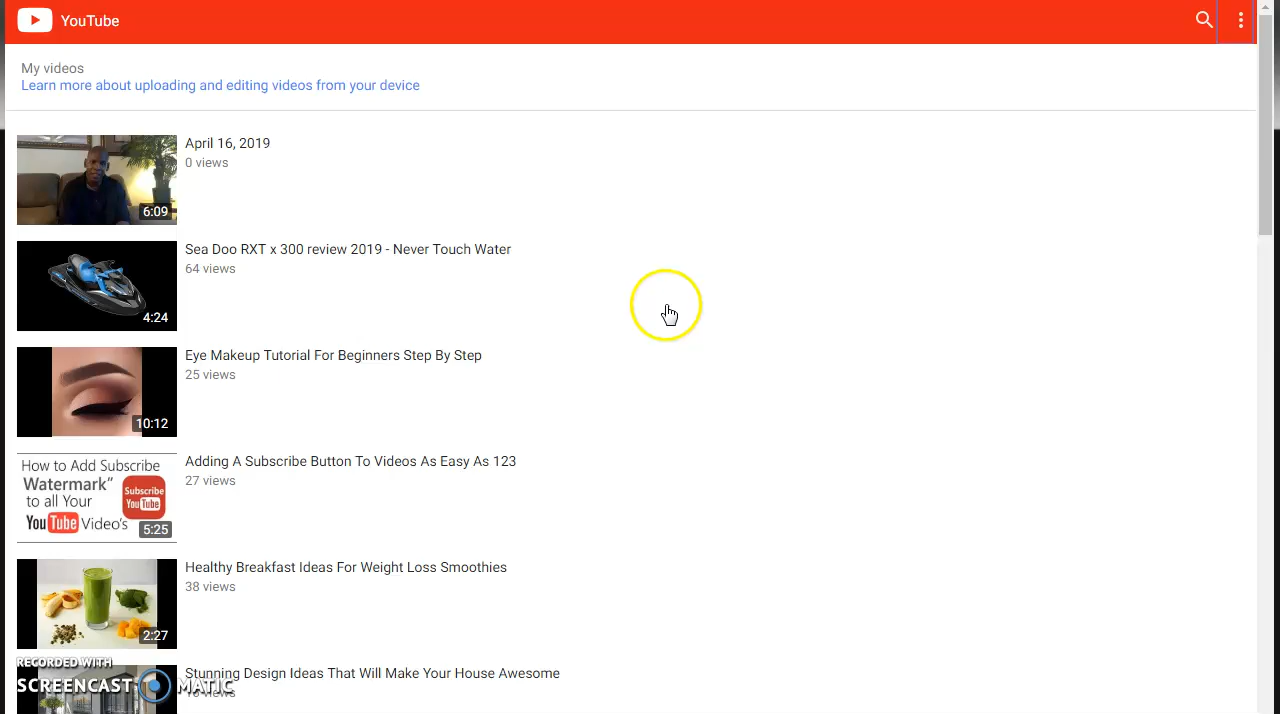 YouTube
My videos
Learn more about uploading and editing videos from your device
April 16, 2019
0 views
6:09
Sea Doo RXT x 300 review 2019 - Never Touch Water
64 views
4:24
Eye Makeup Tutorial For Beginners Step By Step
25 views
10:12
Adding A Subscribe Button To Videos As Easy As 123
27 views
How to Add Subscribe
Watermark”
to all Your
YouTube Video's
Subscribe
YouTube
5:25
Healthy Breakfast Ideas For Weight Loss Smoothies
38 views
2:27
Stunning Design Ideas That Will Make Your House Awesome
views
RECORDED WITH
SCREENCAST MATIC